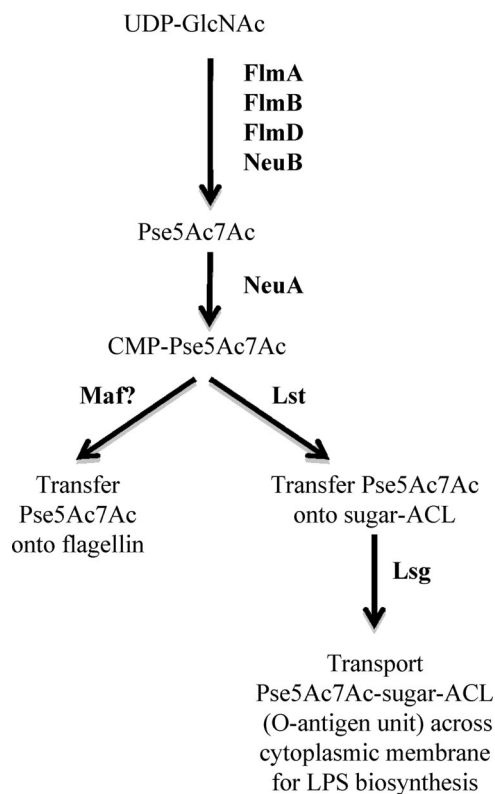 UDP-GlcNAc
FlmA
FlmB
FlmD
NeuB
Pse5Ac7Ac
NeuA
CMP-Pse5Ac7Ac
Maf?
Lst
Transfer
Pse5Ac7Ac
onto flagellin
Transfer Pse5Ac7Ac
onto sugar-ACL
Lsg
Transport
Pse5Ac7Ac-sugar-ACL
(O-antigen unit) across
cytoplasmic membrane
for LPS biosynthesis